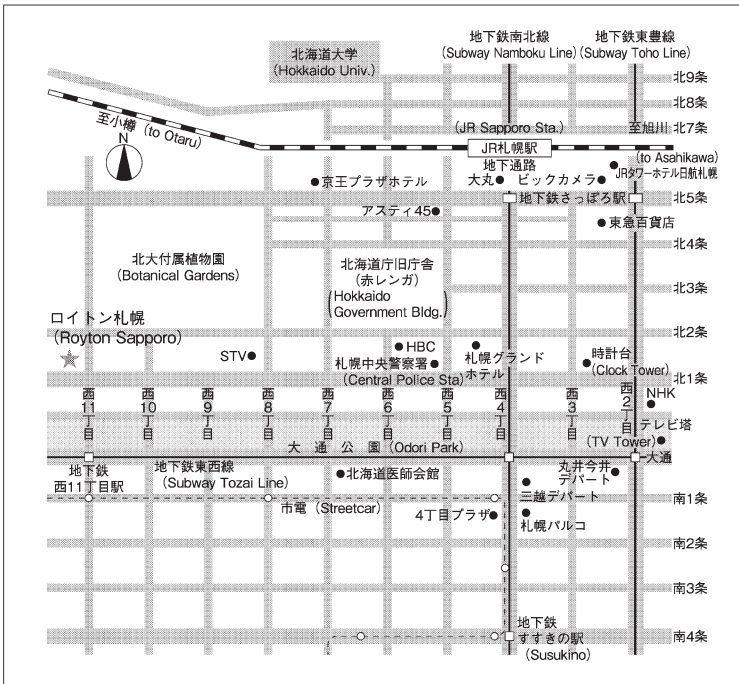 地下鉄南北線
(Subway Namboku Line)
地下鉄東豊線
(Subway Toho Line)
北海道大学
(Hokkaido Univ.)
北9条
北8条
北7条
至小樽 (to Otaru)
N
(JR Sapporo Sta.)
JR札幌駅
至旭川
(to Asahikawa)
地下通路
JRタワーホテル日航札幌
京王プラザホテル
大丸
ビックカメラ
北5条
地下鉄さっぽろ駅
アスティ45
東急百貨店
北4条
北大付属植物園
(Botanical Gardens)
北海道庁旧庁舎
(赤レンガ)
(Hokkaido
Government Bldg.)
北3条
北2条
ロイトン札幌
(Royton Sapporo)
STV
HBC
札幌中央警察署
(Central Police Sta)
札幌グランド
ホテル
時計台
(Clock Tower)
北1条
西11丁目
西10丁目
西9丁目
西8丁目
西7丁目
西6丁目
西5丁目
西4丁目
西3丁目
西2丁目
NHK
テレビ塔
(TV Tower)
大通公園 (Odori Park)
大通
地下鉄
西11丁目駅
地下鉄東西線
(Subway Tozai Line)
北海道医師会館
丸井今井
デパート
三越デパート
南1条
市電 (Streetcar)
4丁目プラザ
札幌パルコ
南2条
南3条
南4条
地下鉄
すすきの駅
(Susukino)